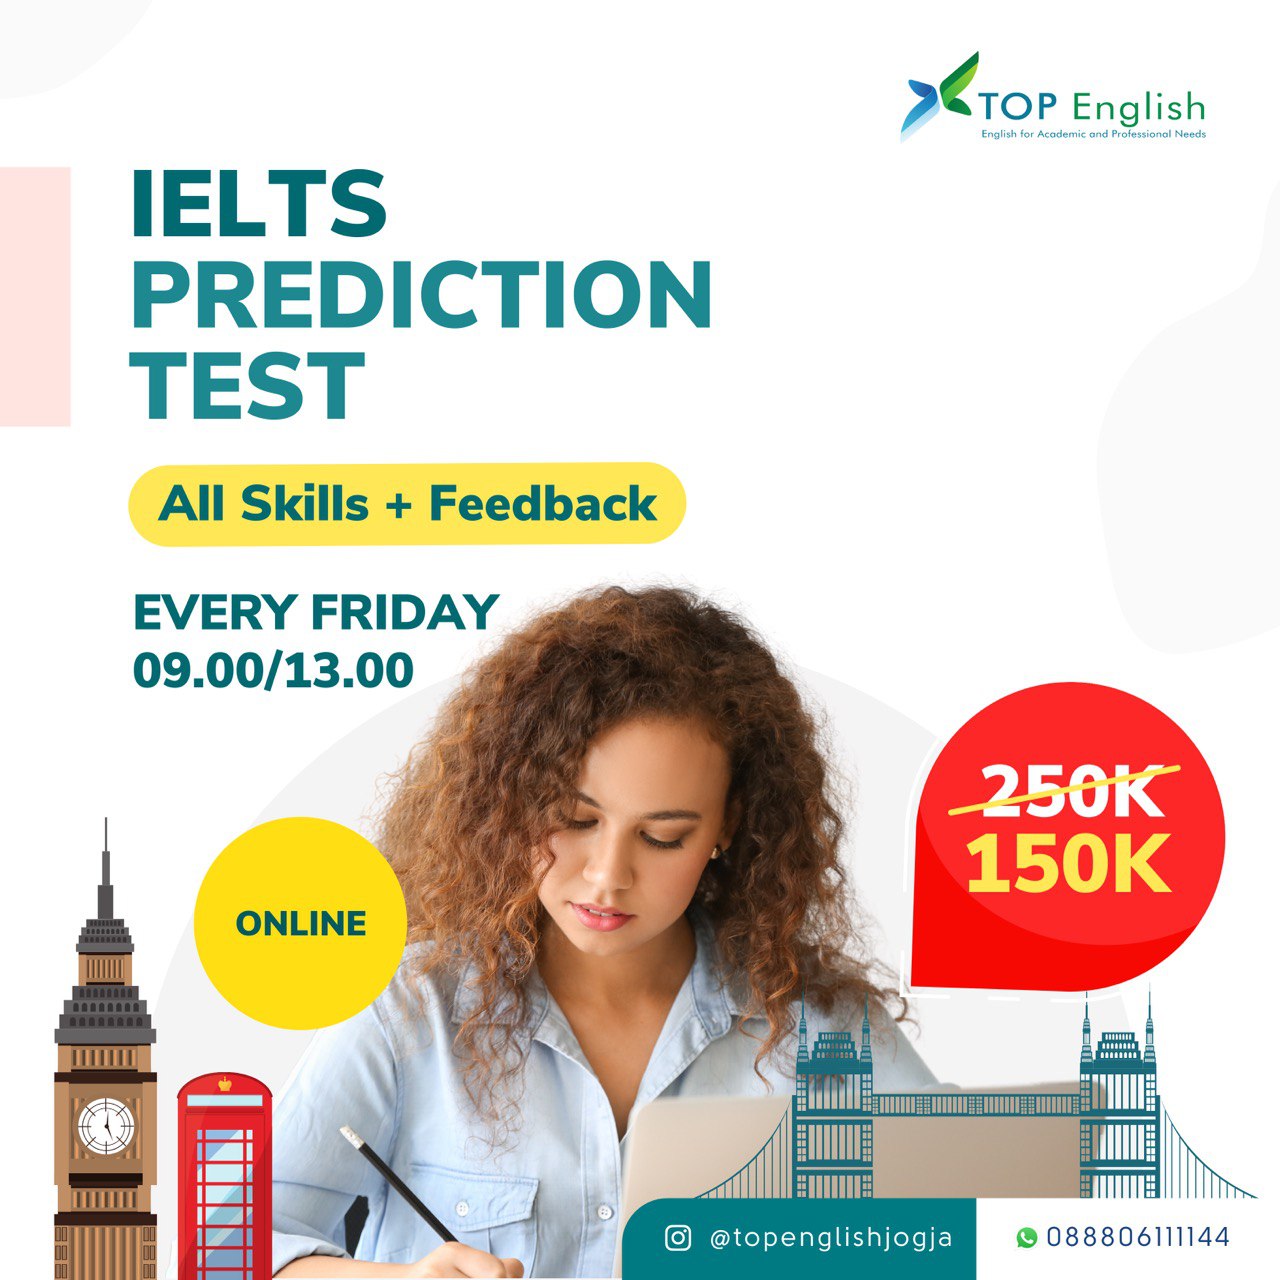 TOP English
English for Academic and Professional Needs
IELTS
PREDICTION
TEST
All Skills + Feedback
EVERY FRIDAY
09.00/13.00
250K
150K
ONLINE
@topenglishjogja
088806111144